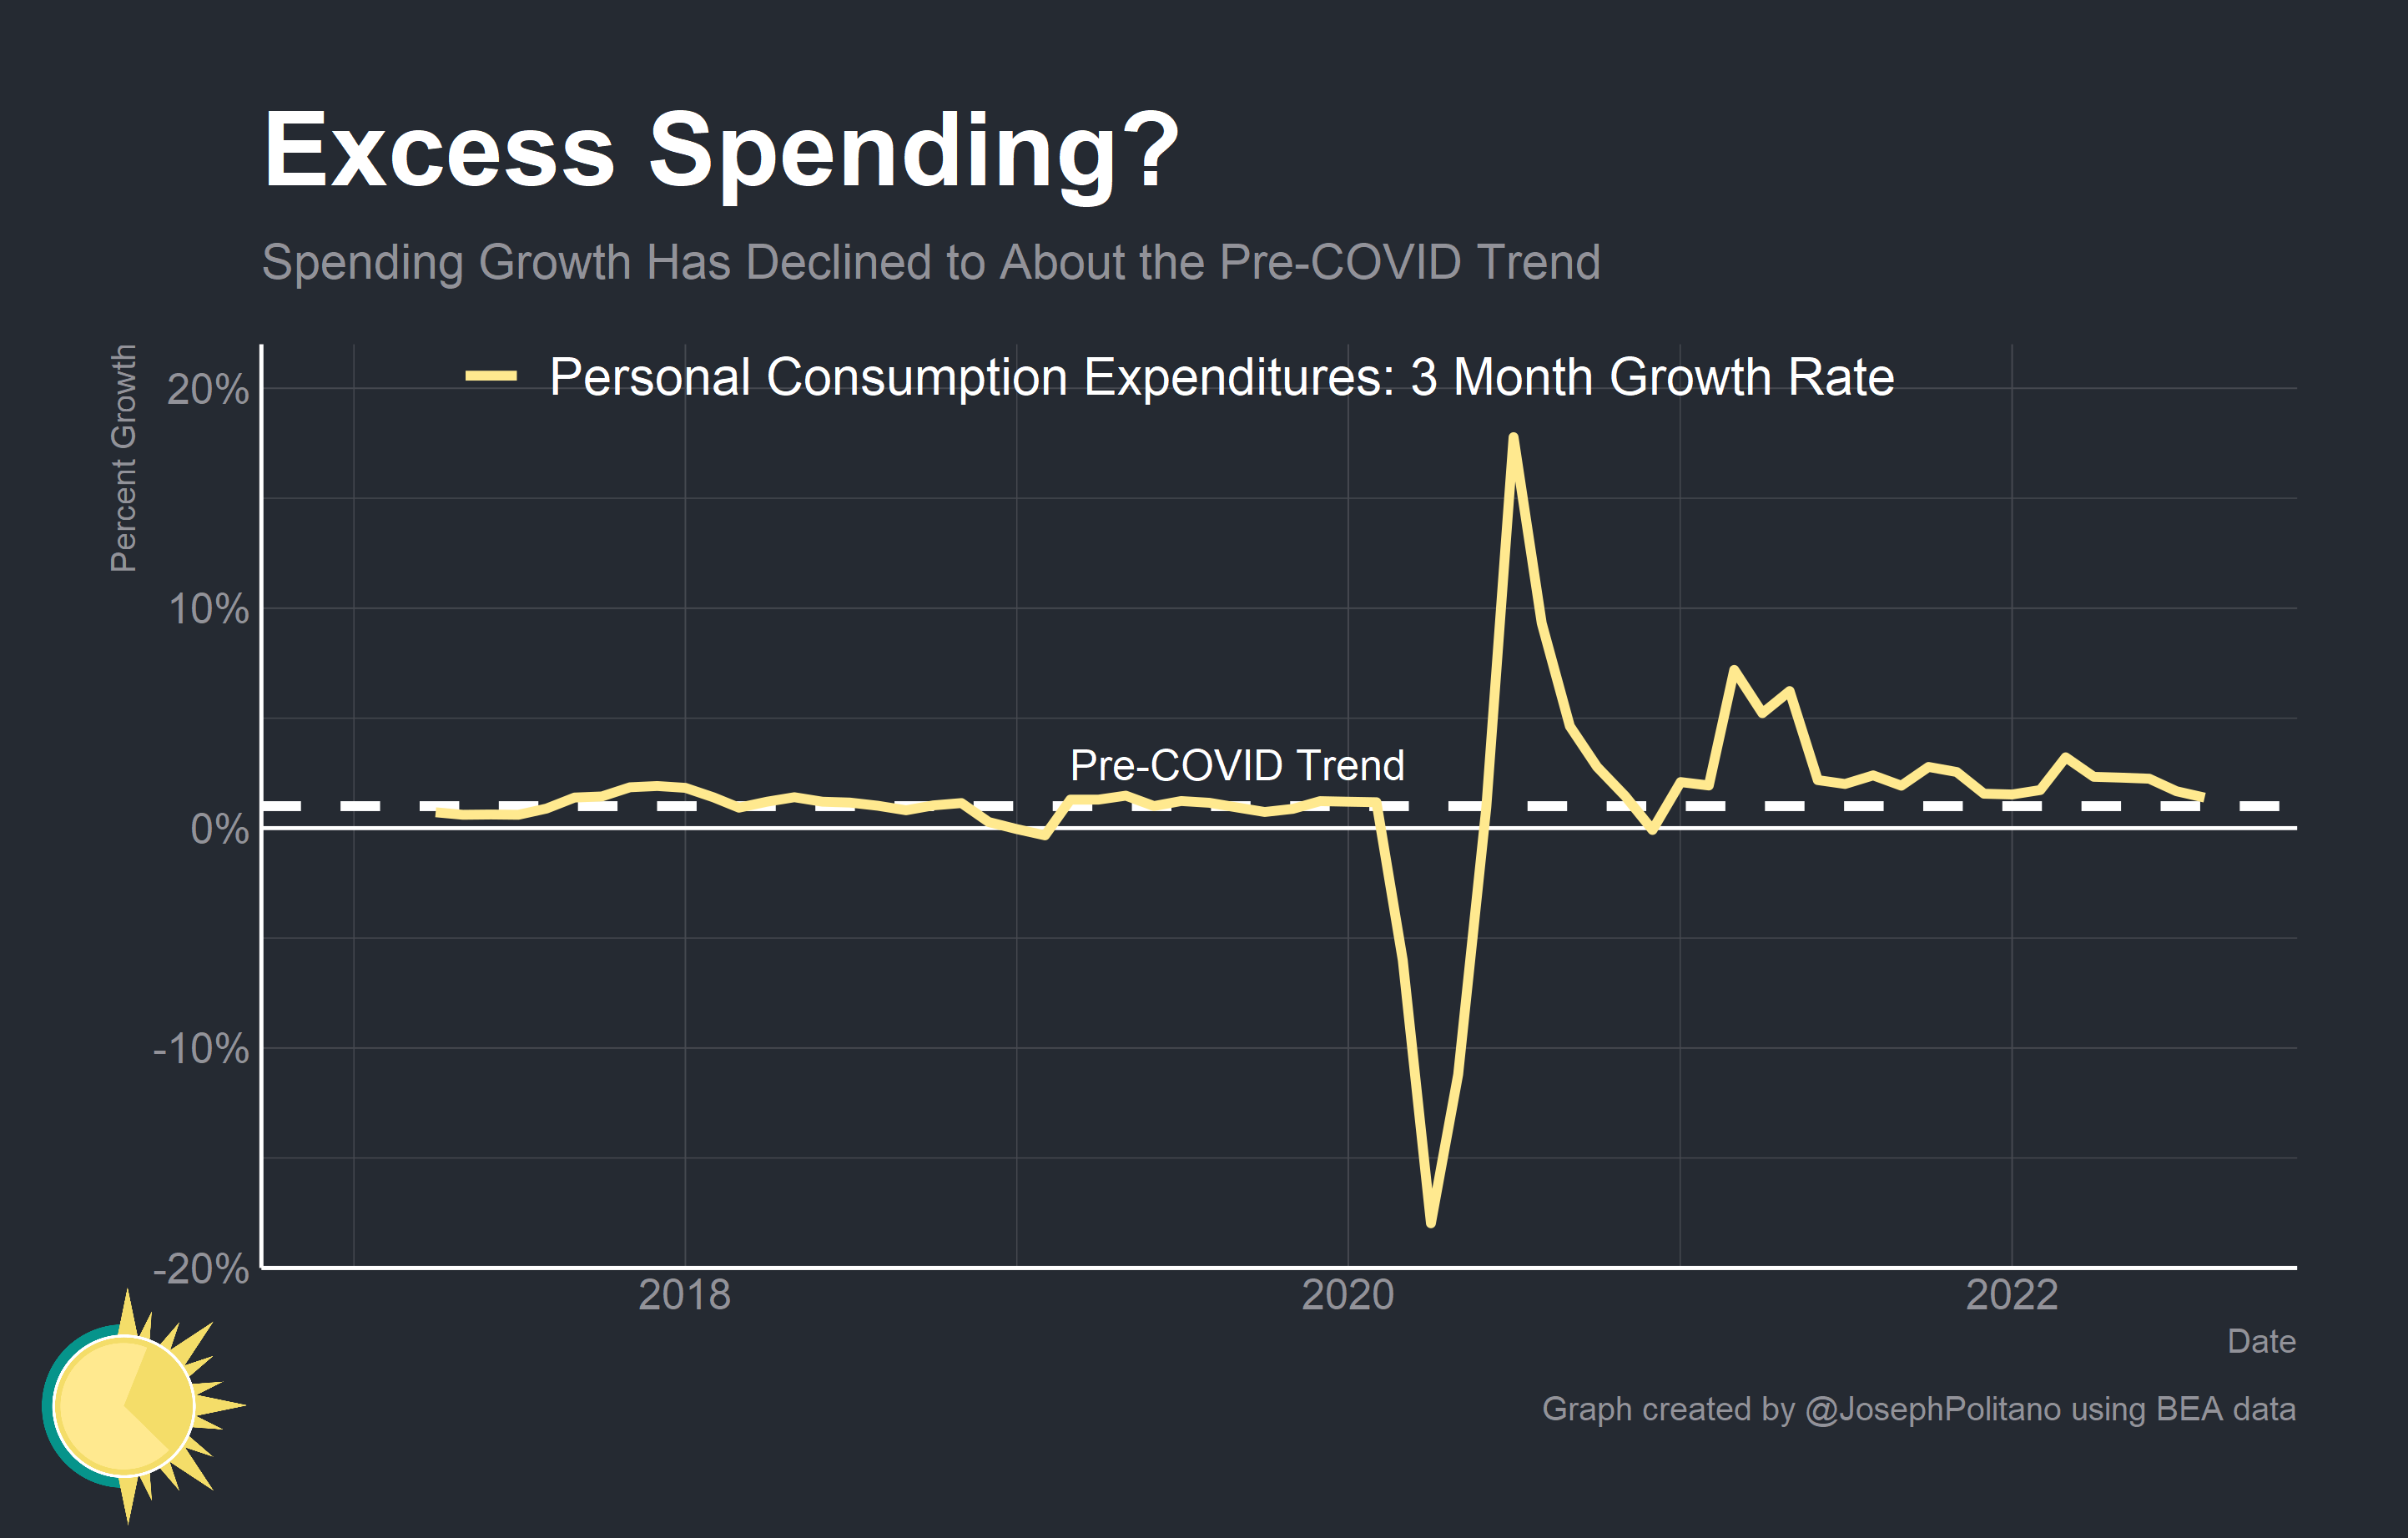 Excess Spending?
Spending Growth Has Declined to About the Pre-COVID Trend
Percent Growth
Personal Consumption Expenditures: 3 Month Growth Rate
20%
10%
Pre-COVID Trend
0%
-10%
-20%
2018
2020
2022
Date
Graph created by @JosephPolitano using BEA data